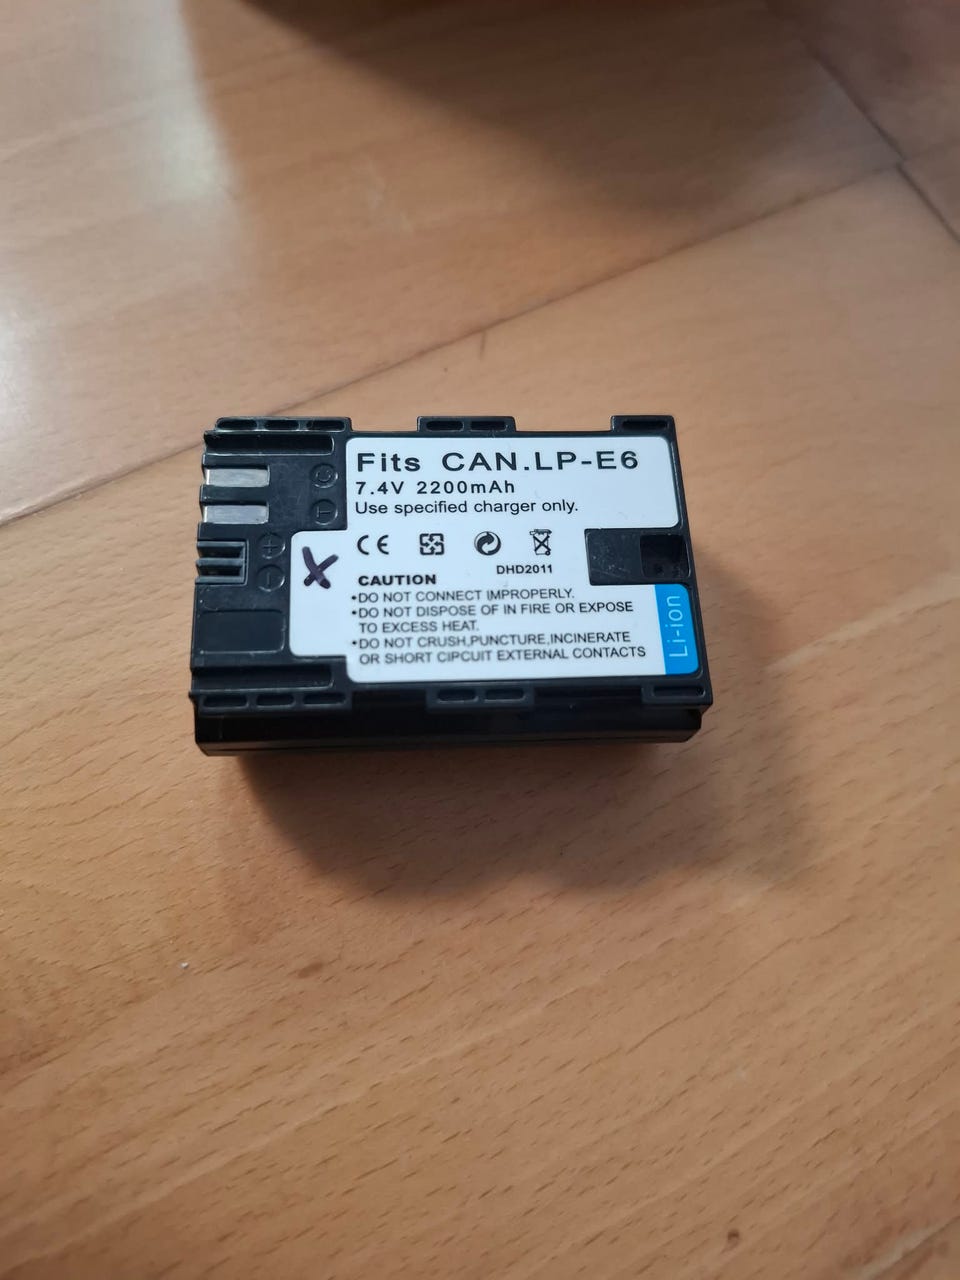 Fits CAN.LP-E6
7.4V 2200mAh
Use specified charger only.
CE
DHD2011
CAUTION
•DO NOT CONNECT IMPROPERLY.
•DO NOT DISPOSE OF IN FIRE OR EXPOSE
TO EXCESS HEAT.
•DO NOT CRUSH,PUNCTURE,INCINERATE
OR SHORT CIPCUIT EXTERNAL CONTACTS
Li-ion
C
T
+
−
X